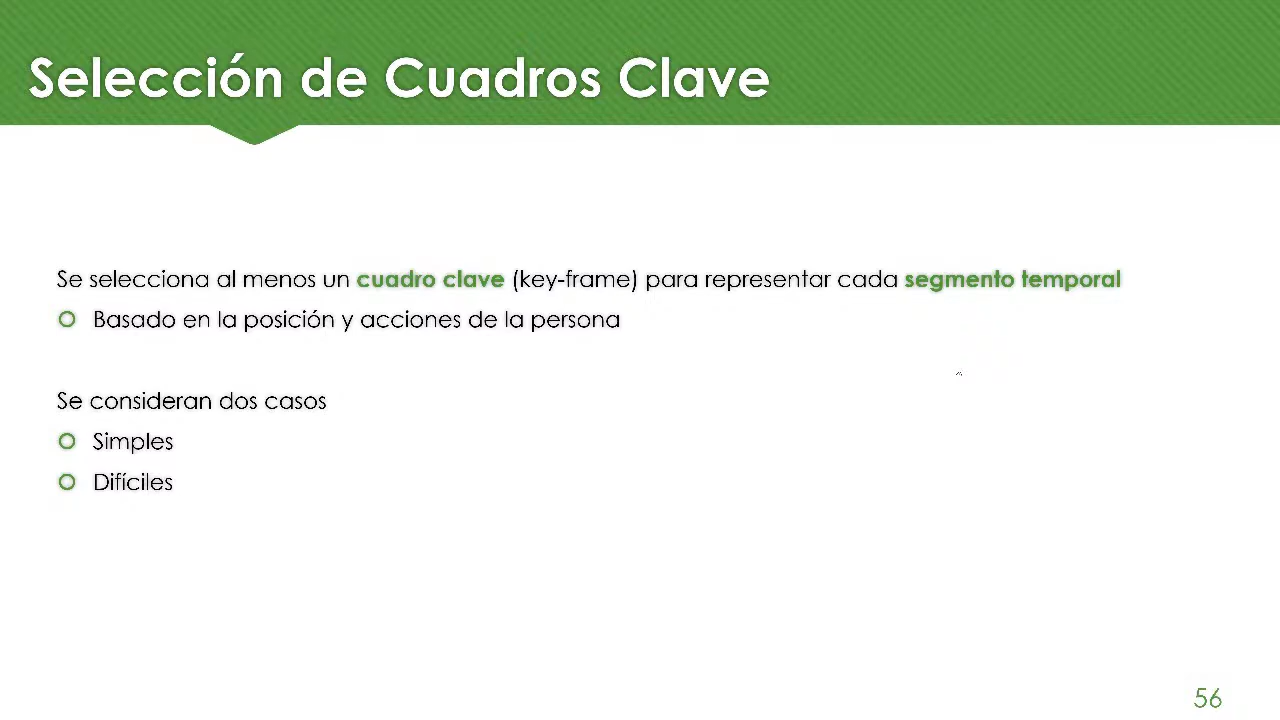 Selección de Cuadros Clave
Se selecciona al menos un cuadro clave (key-frame) para representar cada segmento temporal
Basado en la posición y acciones de la persona
Se consideran dos casos
Simples
Difíciles
56